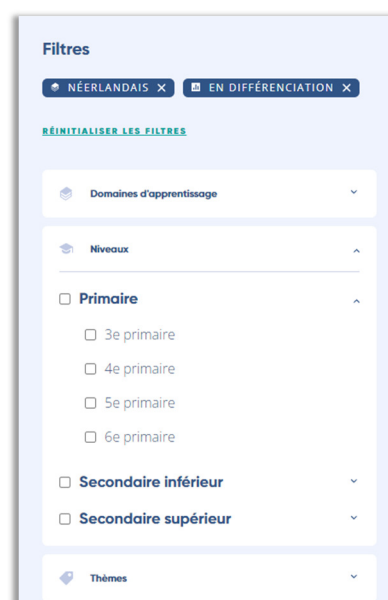 Filtres
NÉERLANDAIS X EN DIFFÉRENCIATION X
RÉINITIALISER LES FILTRES
Domaines d'apprentissage
Niveaux
Primaire
3e primaire
4e primaire
5e primaire
6e primaire
Secondaire inférieur
Secondaire supérieur
Thèmes